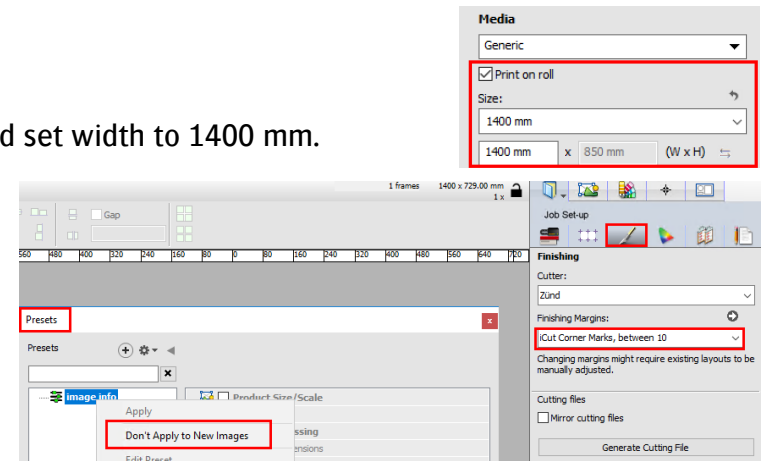 Media
Generic
Print on roll
Size:
1400 mm
1400 mm x 850 mm (W x H)
d set width to 1400 mm.
1 frames 1400 x 729.00 mm
1 x
Gap
560 480 400 320 240 160 80 0 80 160 240 320 400 480 560 640 720
Presets
Presets
image info
Apply
Don't Apply to New Images
Edit Preset
Product Size/Scale
ssing
ensions
Job Set-up
Finishing
Cutter:
Zünd
Finishing Margins:
iCut Corner Marks, between 10
Changing margins might require existing layouts to be
manually adjusted.
Cutting files
Mirror cutting files
Generate Cutting File